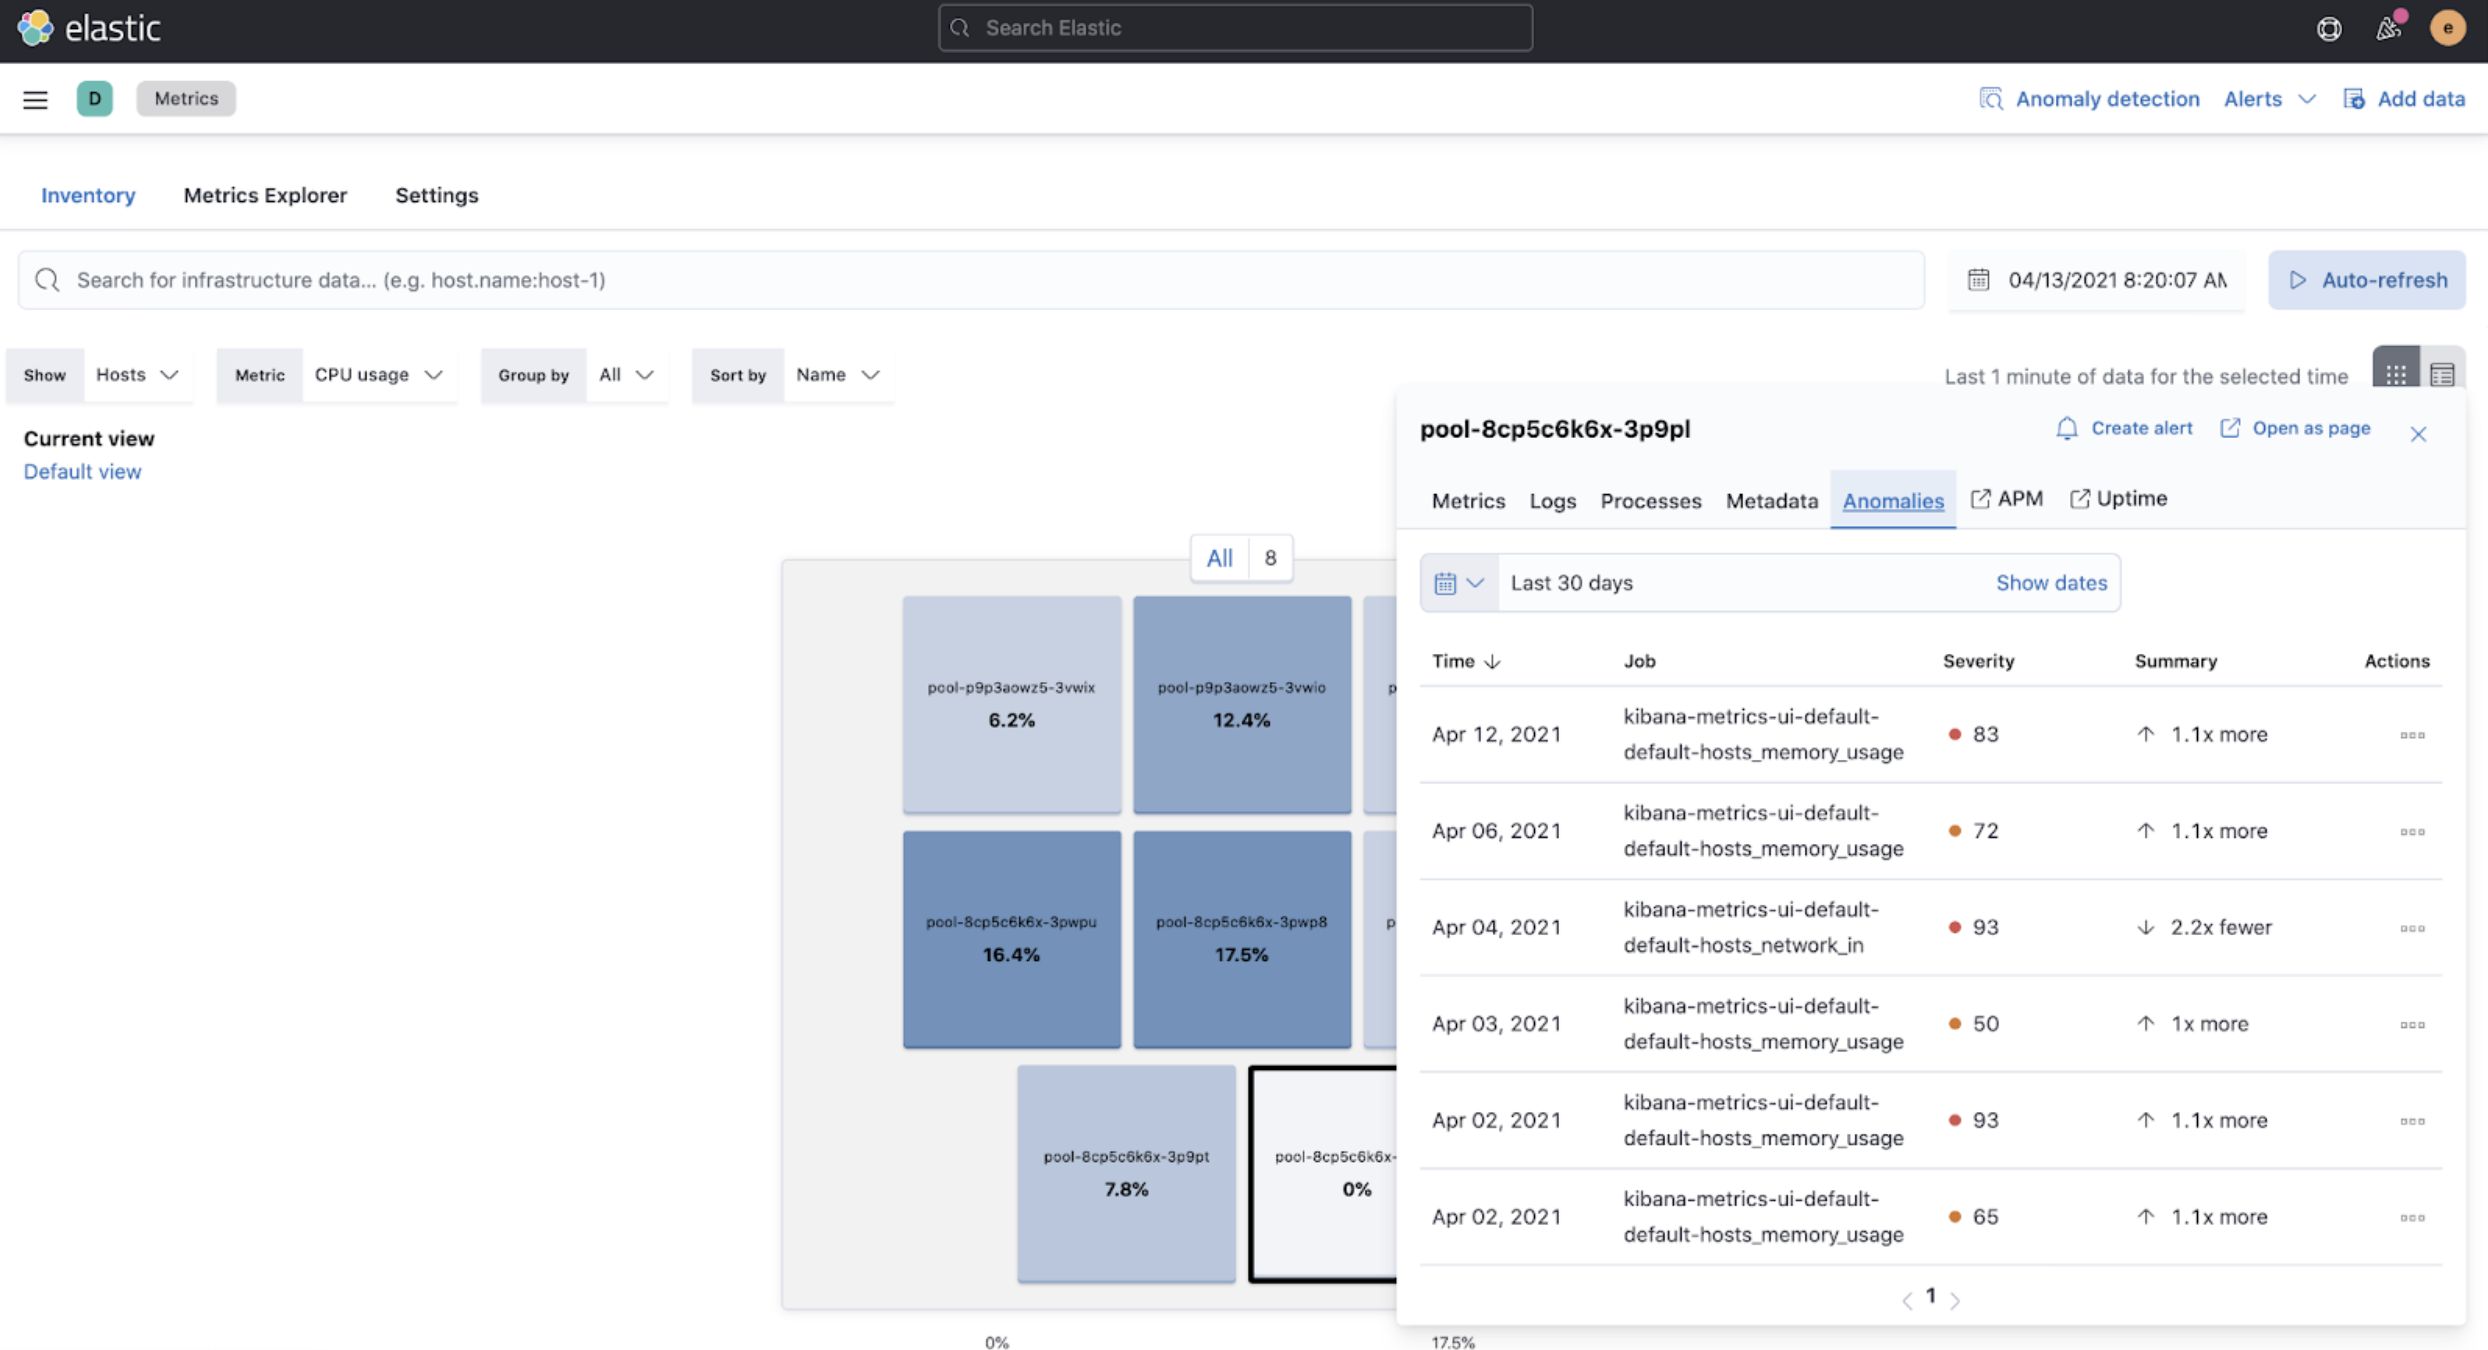 elastic
Search Elastic
e
D
Metrics
Anomaly detection
Alerts
Add data
Inventory
Metrics Explorer
Settings
Search for infrastructure data... (e.g. host.name:host-1)
04/13/2021 8:20:07 AM
Auto-refresh
Show
Hosts
Metric
CPU usage
Group by
All
Sort by
Name
Last 1 minute of data for the selected time
Current view
Default view
All
8
pool-p9p3aowz5-3vwix
6.2%
pool-p9p3aowz5-3vwio
12.4%
p
pool-8cp5c6k6x-3pwpu
16.4%
pool-8cp5c6k6x-3pwp8
17.5%
p
pool-8cp5c6k6x-3p9pt
7.8%
pool-8cp5c6k6x-
0%
0%
17.5%
pool-8cp5c6k6x-3p9pl
Create alert
Open as page
Metrics
Logs
Processes
Metadata
Anomalies
APM
Uptime
Last 30 days
Show dates
Time
Job
Severity
Summary
Actions
Apr 12, 2021
kibana-metrics-ui-default-
default-hosts_memory_usage
83
1.1x more
Apr 06, 2021
kibana-metrics-ui-default-
default-hosts_memory_usage
72
1.1x more
Apr 04, 2021
kibana-metrics-ui-default-
default-hosts_network_in
93
2.2x fewer
Apr 03, 2021
kibana-metrics-ui-default-
default-hosts_memory_usage
50
1x more
Apr 02, 2021
kibana-metrics-ui-default-
default-hosts_memory_usage
93
1.1x more
Apr 02, 2021
kibana-metrics-ui-default-
default-hosts_memory_usage
65
1.1x more
1